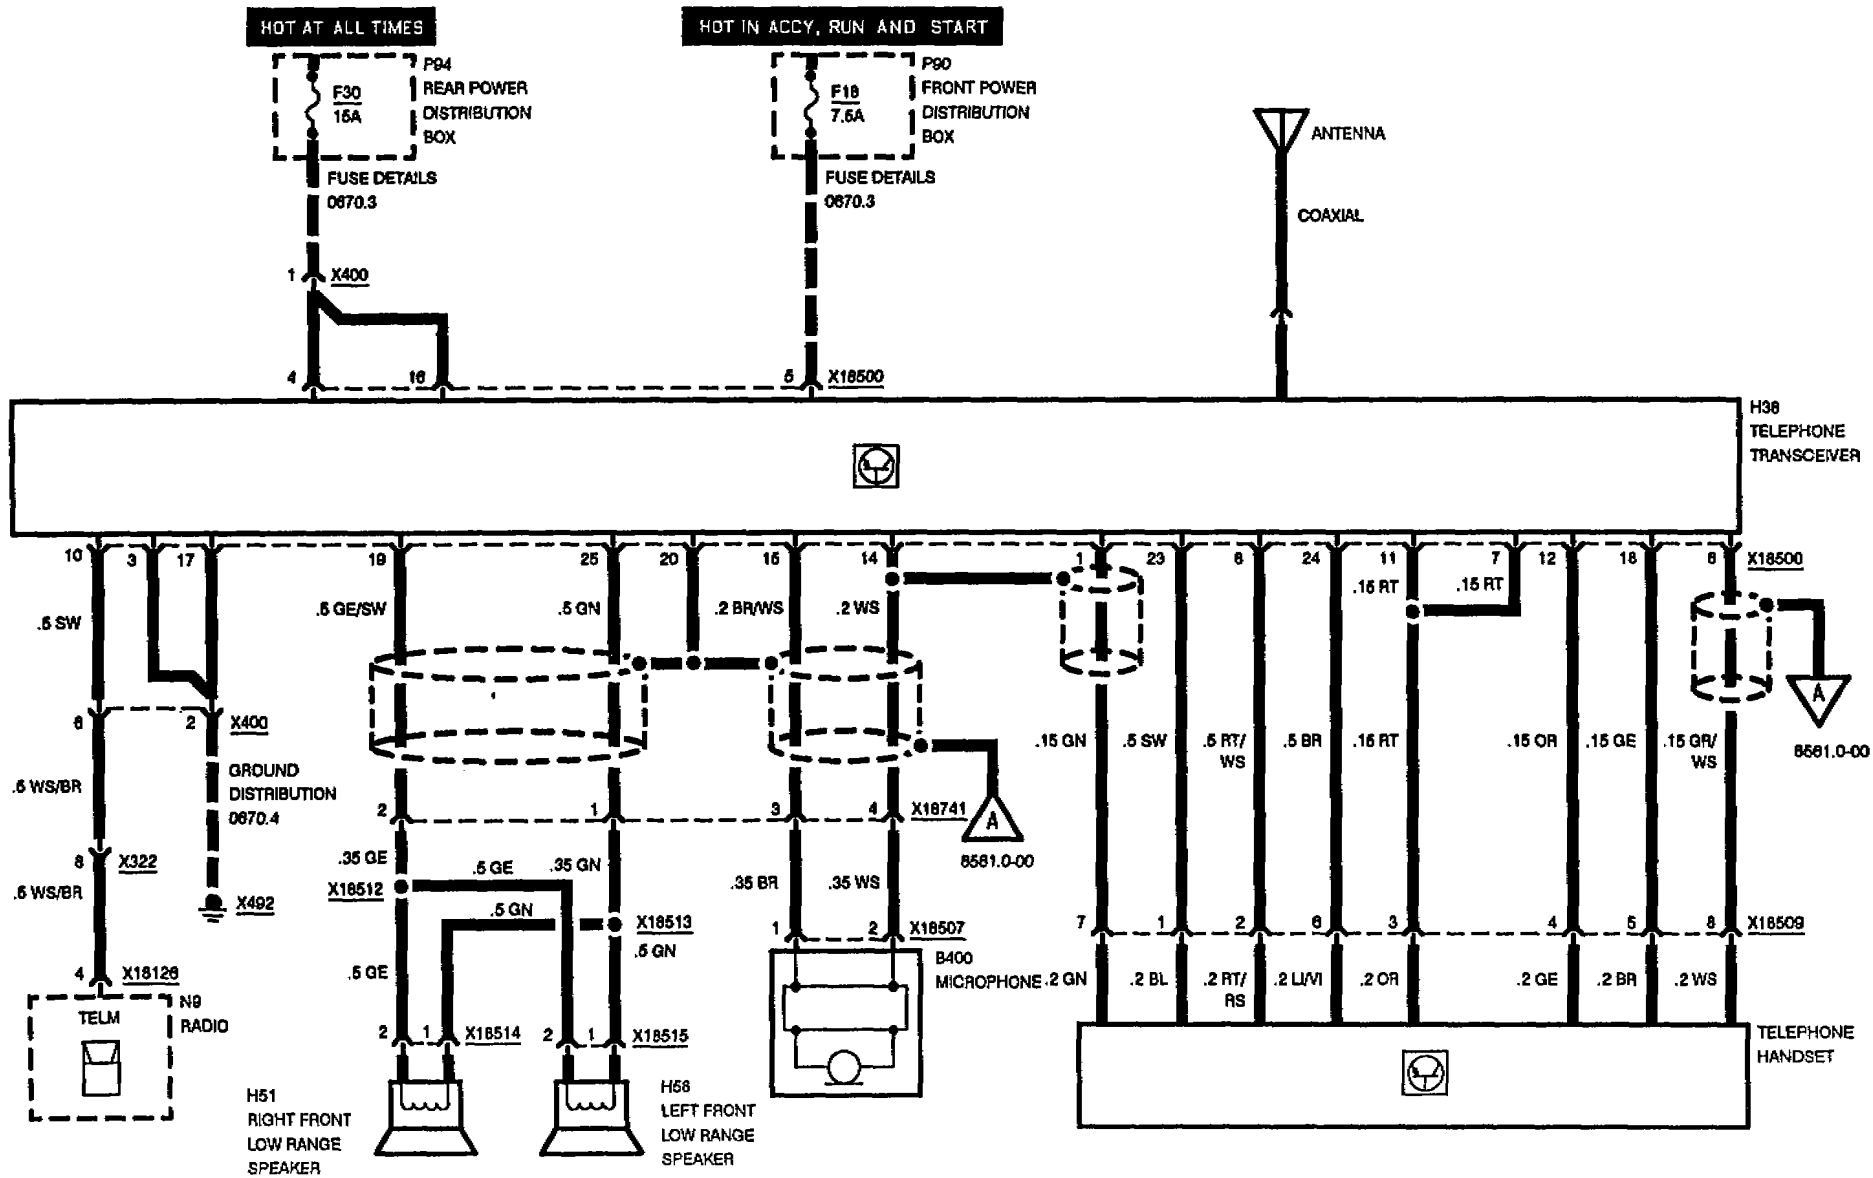 HOT AT ALL TIMES
HOT IN ACCY, RUN AND START
P94
REAR POWER
DISTRIBUTION
BOX
F30
15A
FUSE DETAILS
0670.3
P90
FRONT POWER
DISTRIBUTION
BOX
F18
7.5A
FUSE DETAILS
0670.3
ANTENNA
COAXIAL
1
X400
4
16
5
X18500
H38
TELEPHONE
TRANSCEIVER
10
3
17
19
25
20
15
14
1
23
6
24
11
7
12
18
8
X18500
.5 SW
.5 GE/SW
.5 GN
.2 BR/WS
.2 WS
.15 RT
.15 RT
6
2
X400
GROUND
DISTRIBUTION
0670.4
.5 WS/BR
8
X322
.5 WS/BR
X492
4
X18126
N9
RADIO
TELM
2
1
3
4
X18741
A
8581.0-00
A
8581.0-00
.15 GN
.5 SW
.5 RT/
WS
.5 BR
.15 RT
.15 OR
.15 GE
.15 GR/
WS
.35 GE
.5 GE
.35 GN
X18512
.5 GN
X18513
.5 GN
.5 GE
.35 BR
.35 WS
1
2
X18507
B400
MICROPHONE
2
1
X18514
2
1
X18515
H51
RIGHT FRONT
LOW RANGE
SPEAKER
H58
LEFT FRONT
LOW RANGE
SPEAKER
7
1
2
6
3
4
5
8
X18509
.2 GN
.2 BL
.2 RT/
RS
.2 LI/VI
.2 OR
.2 GE
.2 BR
.2 WS
TELEPHONE
HANDSET